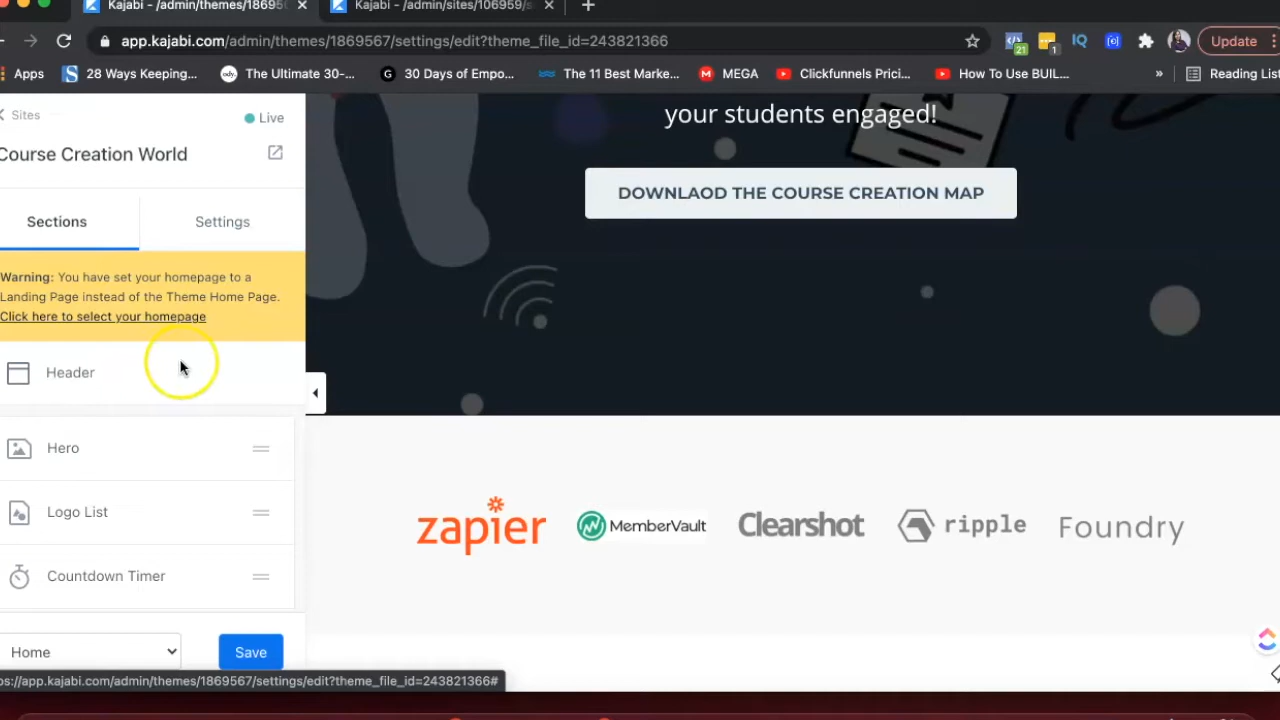 Kajabi - /admin/themes/18695
Kajabi - /admin/sites/106959/s
app.kajabi.com/admin/themes/1869567/settings/edit?theme_file_id=243821366
21
1
IQ
Update
Apps
28 Ways Keeping...
ody.
The Ultimate 30-...
G
30 Days of Empo...
The 11 Best Marke...
M
MEGA
Clickfunnels Prici...
How To Use BUIL...
»
Reading List
Sites
Live
Course Creation World
Sections
Settings
Warning: You have set your homepage to a
Landing Page instead of the Theme Home Page.
Click here to select your homepage
Header
Hero
Logo List
Countdown Timer
Home
Save
ps://app.kajabi.com/admin/themes/1869567/settings/edit?theme_file_id=243821366#
your students engaged!
DOWNLAOD THE COURSE CREATION MAP
zapier
MemberVault
Clearshot
ripple
Foundry